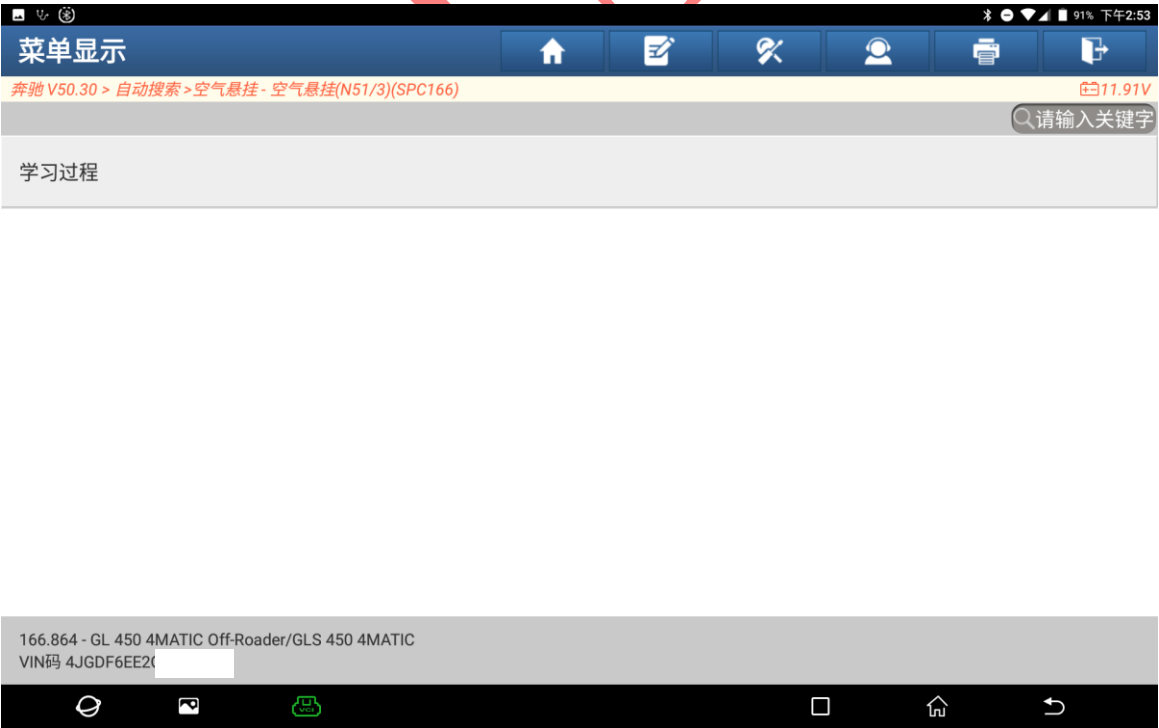 91% 下午2:53
菜单显示
奔驰 V50.30 > 自动搜索 >空气悬挂 - 空气悬挂(N51/3)(SPC166)
11.91V
请输入关键字
学习过程
166.864 - GL 450 4MATIC Off-Roader/GLS 450 4MATIC
VIN码 4JGDF6EE2
VCI